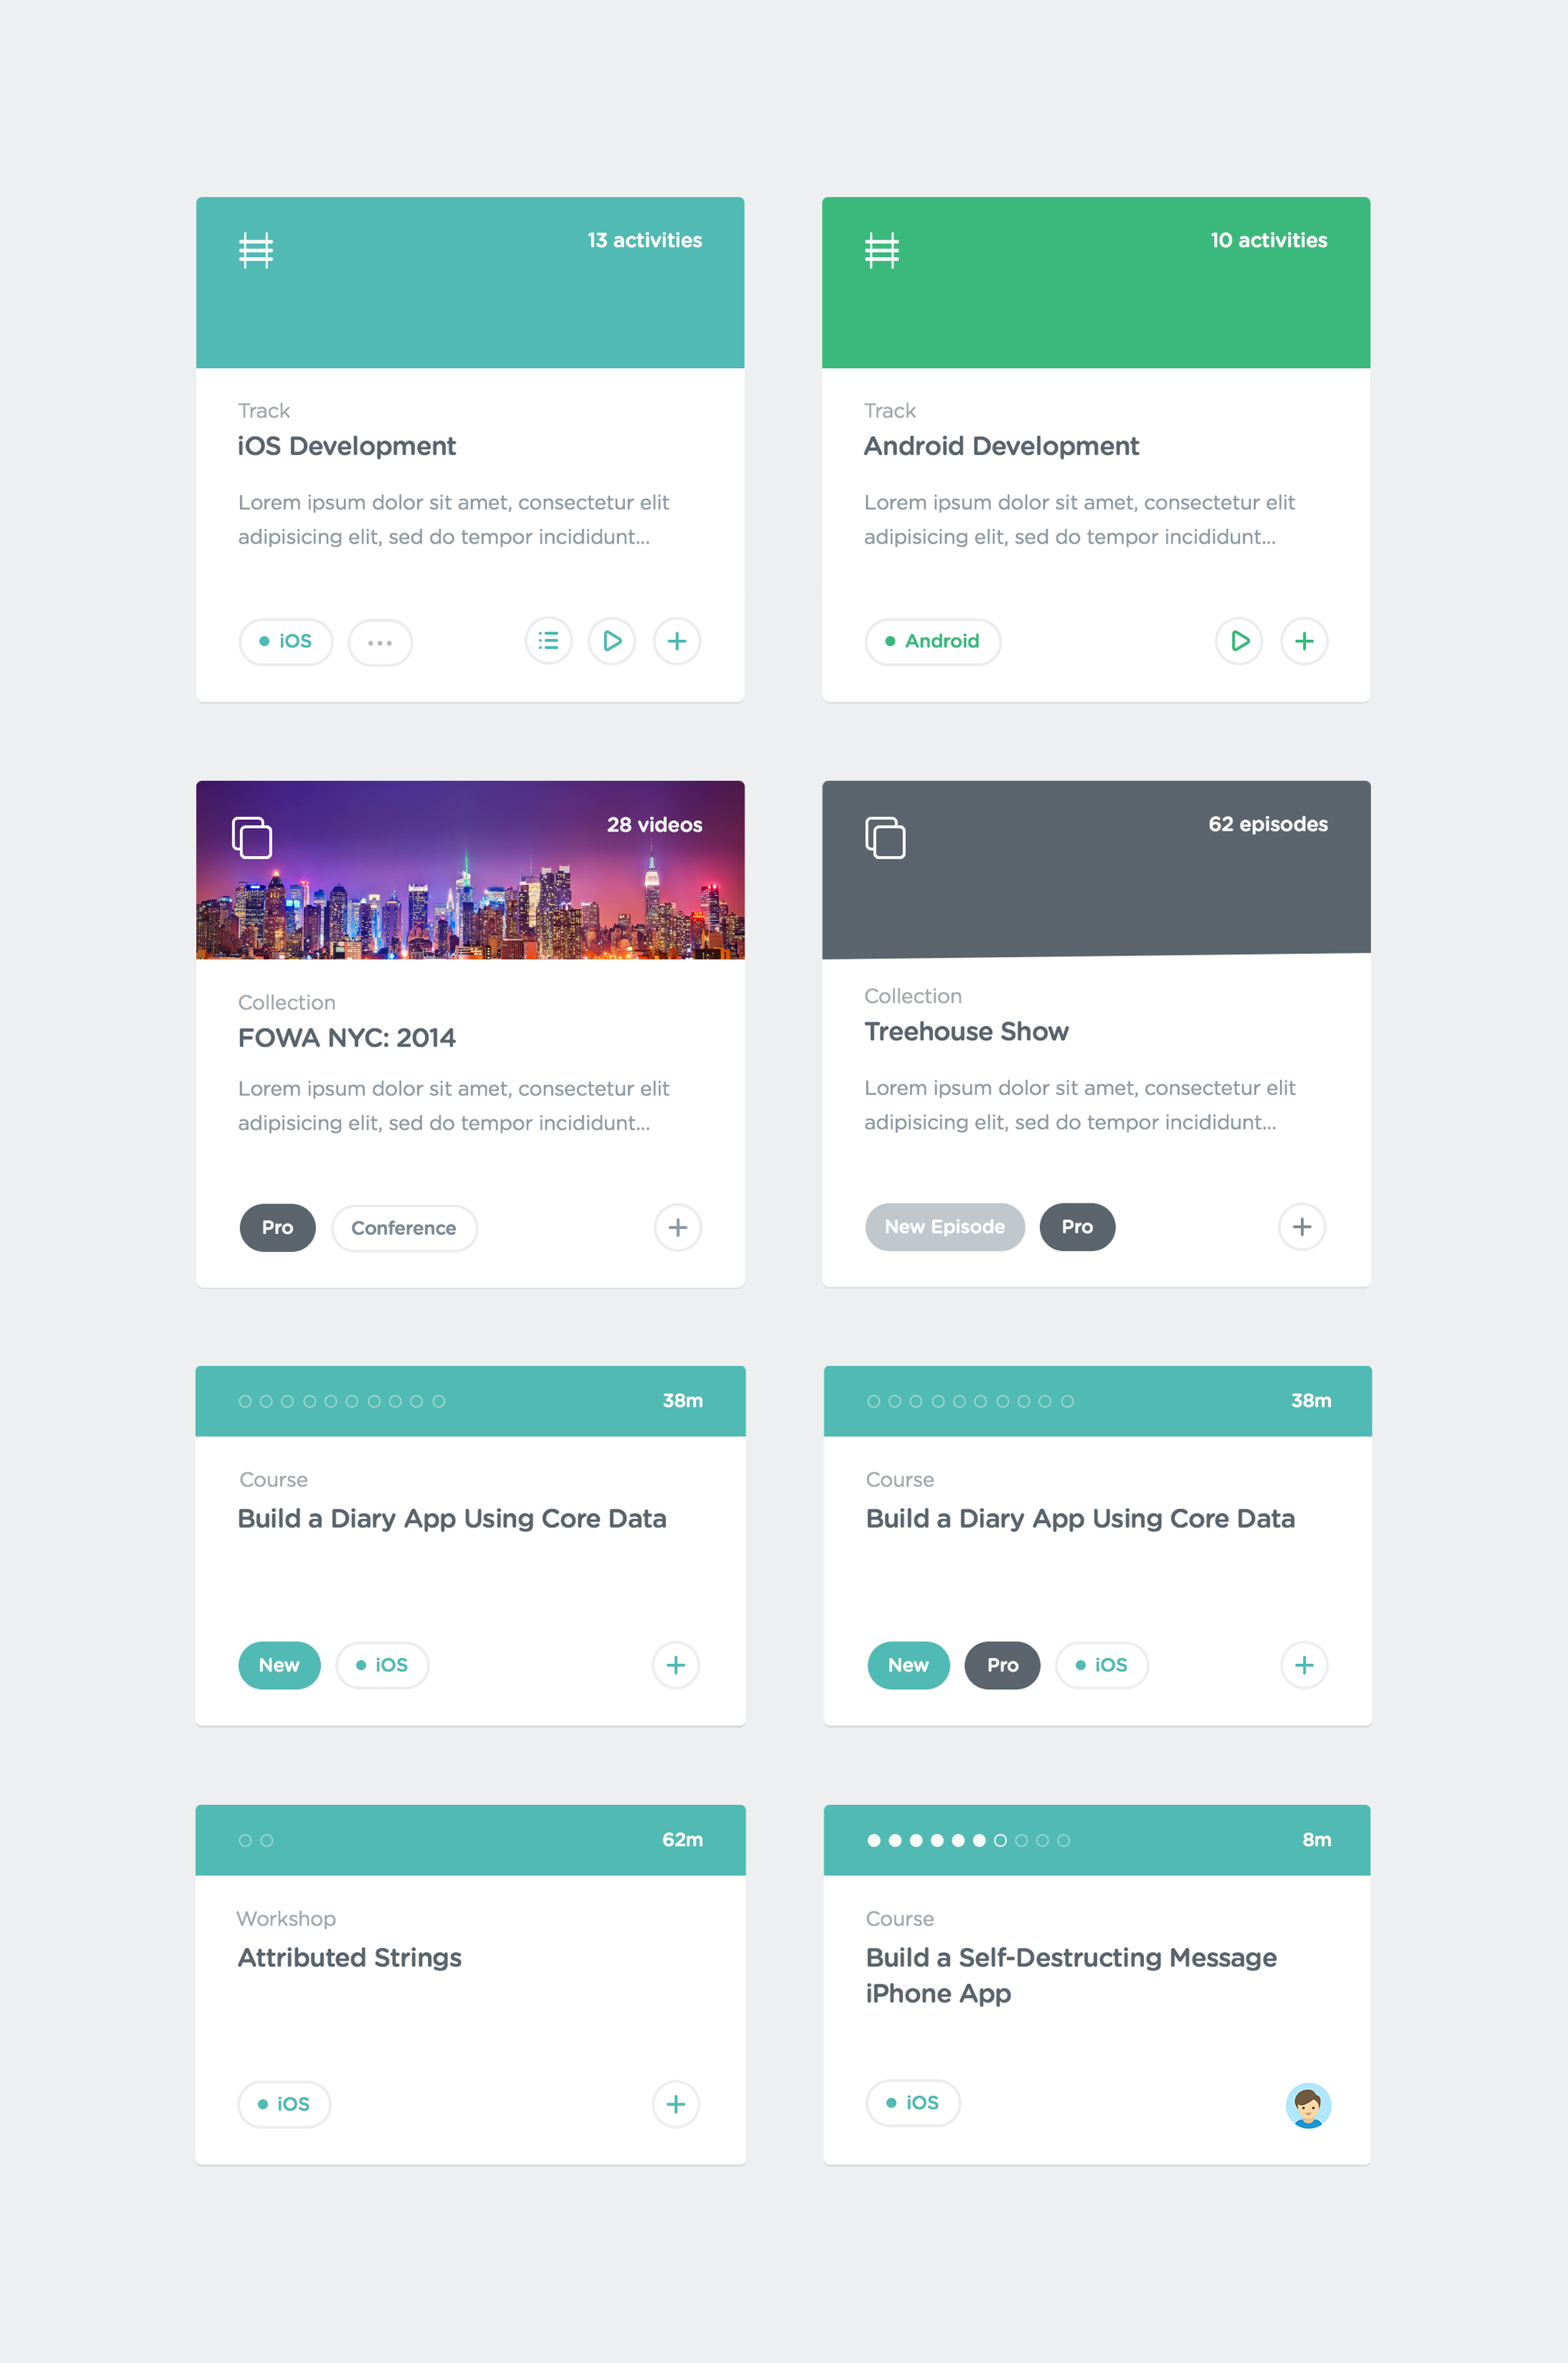 13 activities
Track
iOS Development
Lorem ipsum dolor sit amet, consectetur elit
adipisicing elit, sed do tempor incididunt...
iOS
10 activities
Track
Android Development
Lorem ipsum dolor sit amet, consectetur elit
adipisicing elit, sed do tempor incididunt...
Android
28 videos
Collection
FOWA NYC: 2014
Lorem ipsum dolor sit amet, consectetur elit
adipisicing elit, sed do tempor incididunt...
Pro Conference
62 episodes
Collection
Treehouse Show
Lorem ipsum dolor sit amet, consectetur elit
adipisicing elit, sed do tempor incididunt...
New Episode Pro
38m
Course
Build a Diary App Using Core Data
New iOS
38m
Course
Build a Diary App Using Core Data
New Pro iOS
62m
Workshop
Attributed Strings
iOS
8m
Course
Build a Self-Destructing Message
iPhone App
iOS